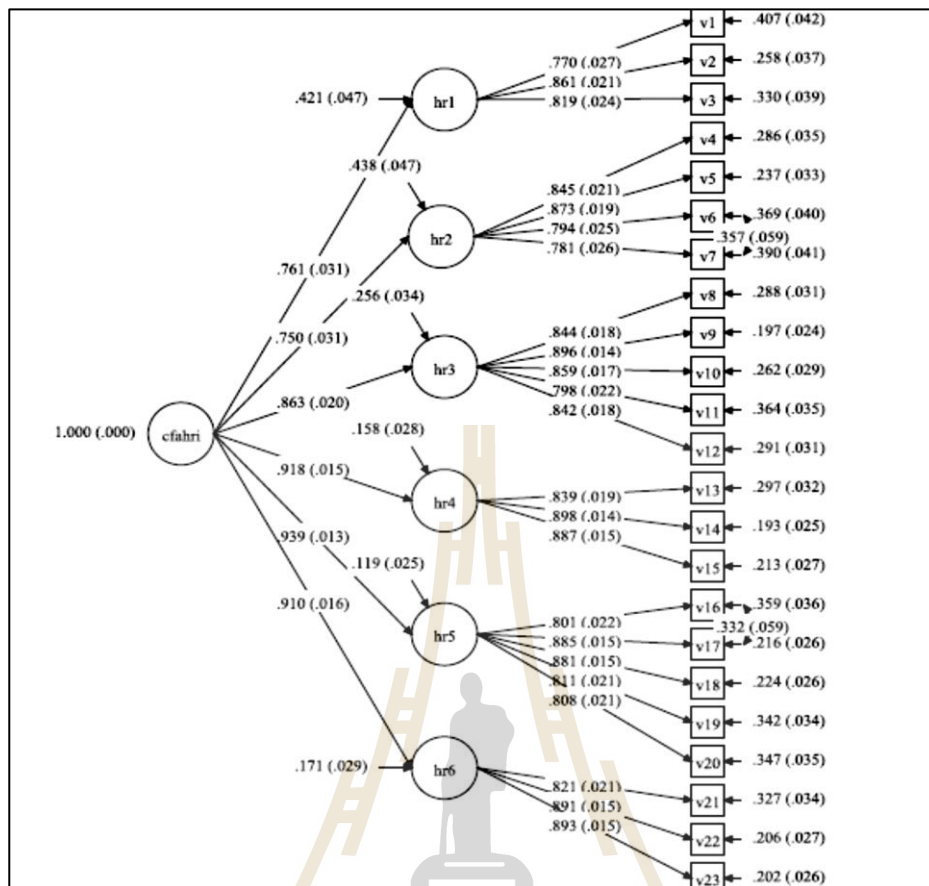 v1 .407 (.042)
.770 (.027) v2 .258 (.037)
.861 (.021)
.421 (.047) hr1 .819 (.024) v3 .330 (.039)
v4 .286 (.035)
.438 (.047)
v5 .237 (.033)
.845 (.021)
.873 (.019) v6 .369 (.040)
hr2 .794 (.025) .357 (.059)
.781 (.026) v7 .390 (.041)
.761 (.031)
.256 (.034) v8 .288 (.031)
.750 (.031) .844 (.018) v9 .197 (.024)
.896 (.014)
hr3 .859 (.017) v10 .262 (.029)
.798 (.022)
.863 (.020) .842 (.018) v11 .364 (.035)
1.000 (.000) cfahri .158 (.028)
v12 .291 (.031)
.918 (.015) v13 .297 (.032)
hr4 .839 (.019)
.898 (.014) v14 .193 (.025)
.939 (.013) .887 (.015)
.119 (.025) v15 .213 (.027)
.910 (.016) v16 .359 (.036)
.801 (.022) .332 (.059)
hr5 .885 (.015) v17 .216 (.026)
.881 (.015)
.811 (.021) v18 .224 (.026)
.808 (.021)
v19 .342 (.034)
.171 (.029) hr6 v20 .347 (.035)
.821 (.021) v21 .327 (.034)
.891 (.015)
.893 (.015) v22 .206 (.027)
v23 .202 (.026)